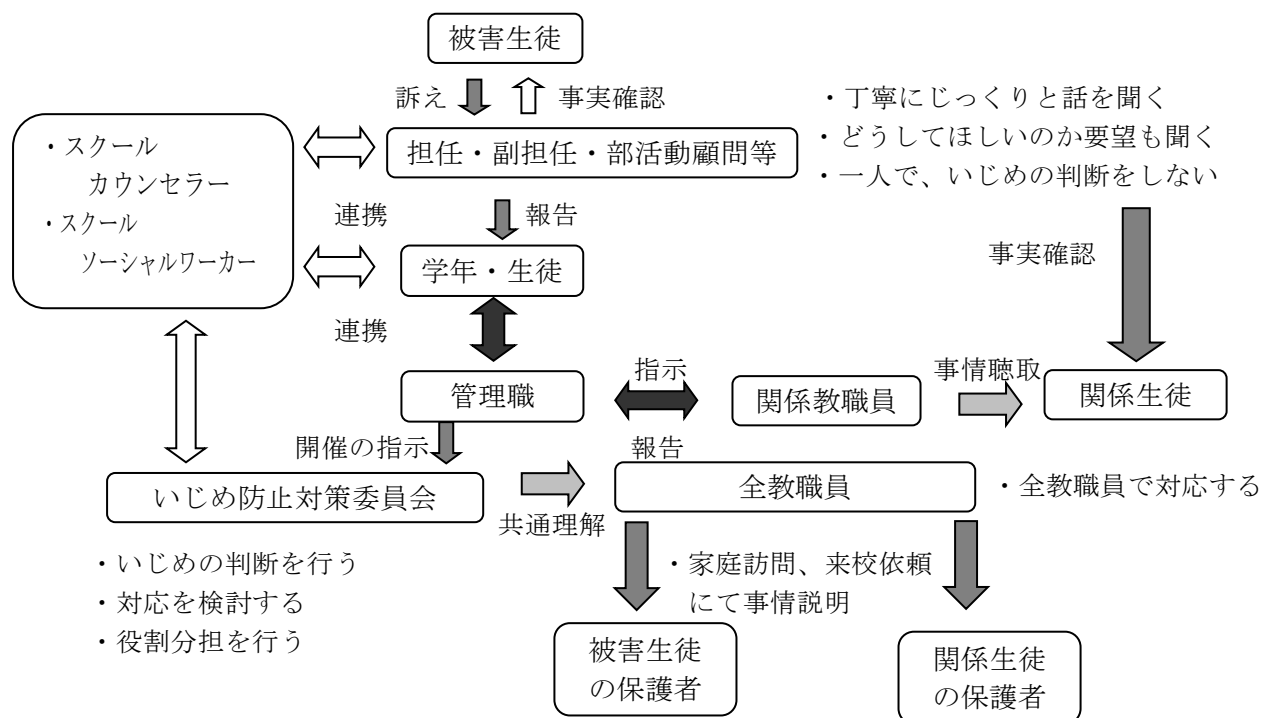 被害生徒
訴え
事実確認
・丁寧にじっくりと話を聞く
・どうしてほしいのか要望も聞く
・一人で、いじめの判断をしない
・スクール
カウンセラー
・スクール
ソーシャルワーカー
担任・副担任・部活動顧問等
連携
報告
事実確認
学年・生徒
連携
管理職
指示
報告
関係教職員
事情聴取
関係生徒
開催の指示
いじめ防止対策委員会
共通理解
全教職員
・全教職員で対応する
・いじめの判断を行う
・対応を検討する
・役割分担を行う
・家庭訪問、来校依頼
にて事情説明
被害生徒
の保護者
関係生徒
の保護者